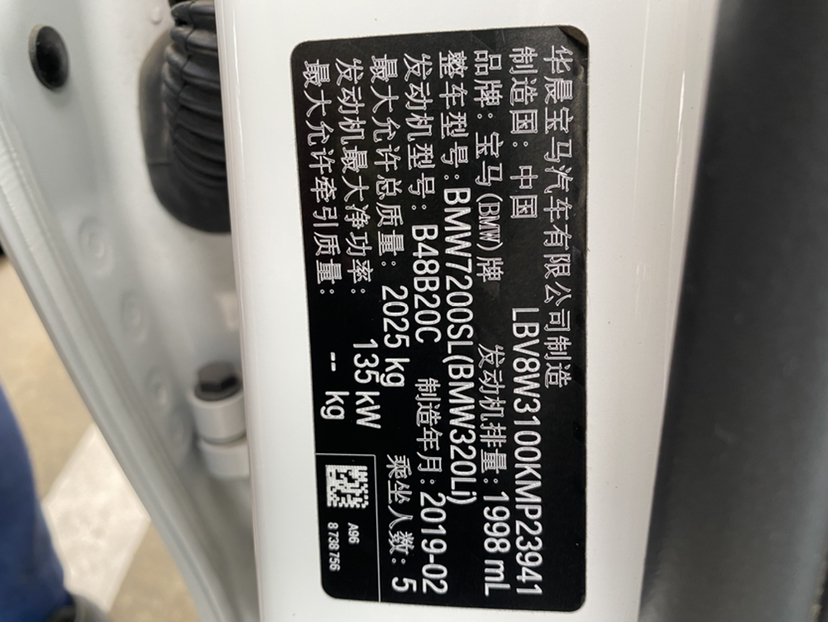 华晨宝马汽车有限公司制造
制造国：中国 LBV8W3100KMP23941
品牌：宝马(BMW)牌 发动机排量：1998 mL
整车型号：BMW7200SL(BMW320Li)
发动机型号：B48B20C 制造年月：2019-02
最大允许总质量：2025 kg 乘坐人数：5
发动机最大净功率：135 kW
最大允许牵引质量：-- kg
A96
8 738 756